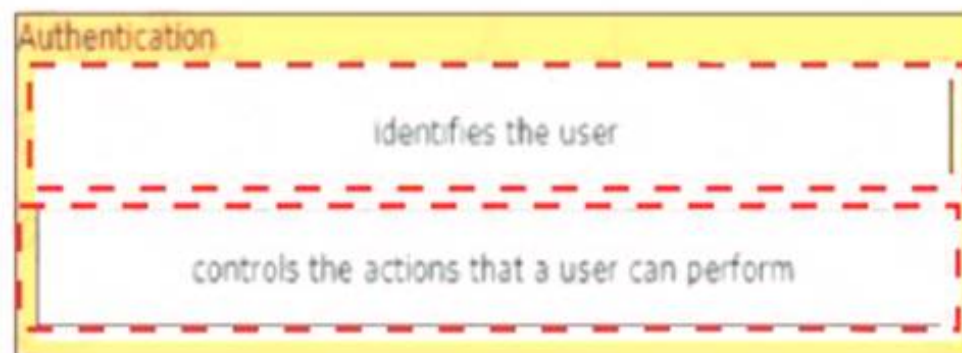 Authentication
identifies the user
controls the actions that a user can perform